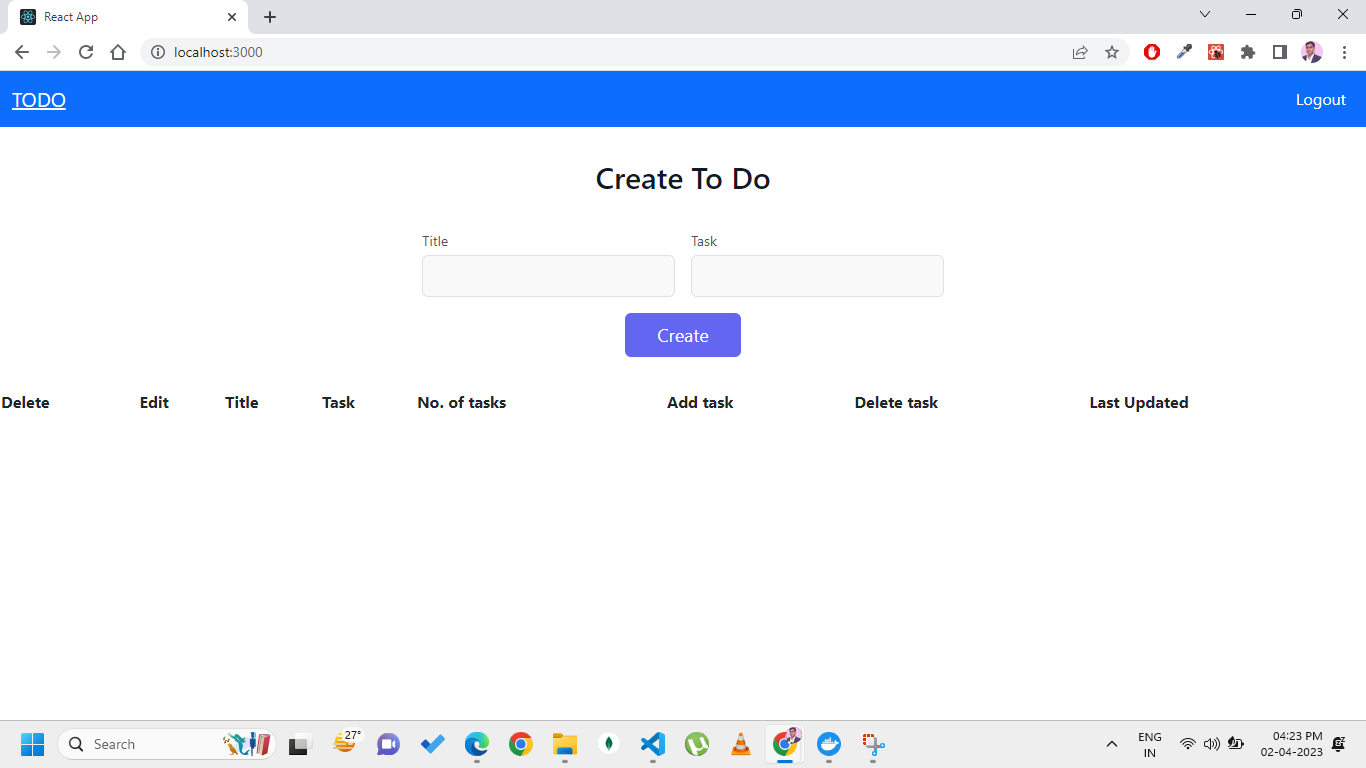 React App
localhost:3000
TODO
Logout
Create To Do
Title Task
Create
Delete Edit Title Task No. of tasks Add task Delete task Last Updated
Search
27°
ENG
IN
04:23 PM
02-04-2023